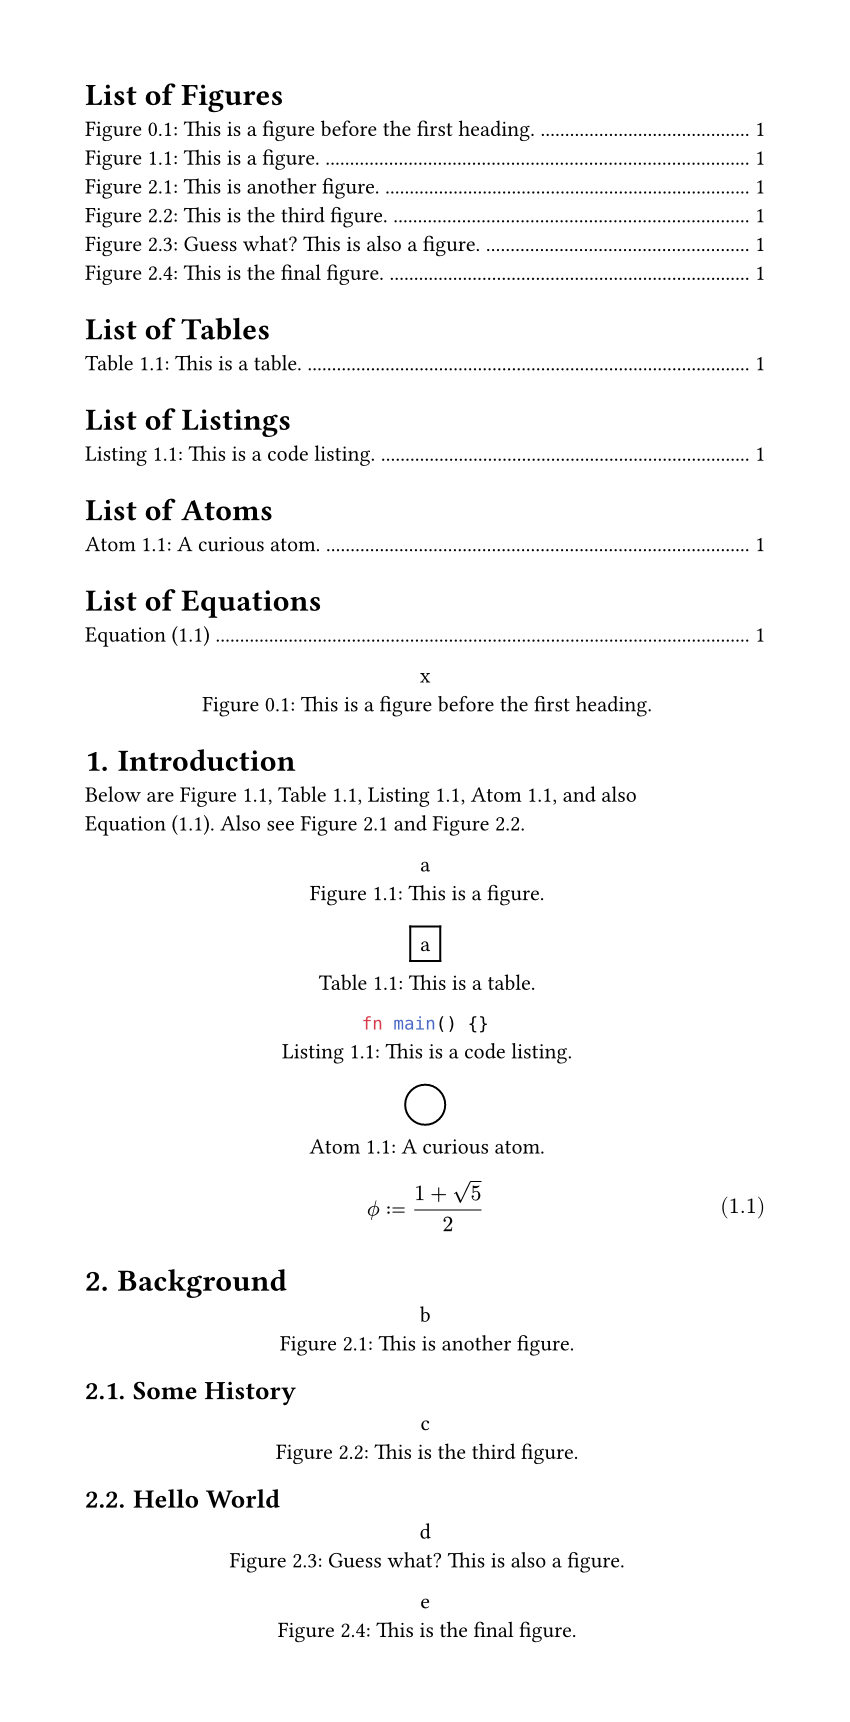 List of Figures
Figure 0.1: This is a figure before the first heading. ........................................... 1
Figure 1.1: This is a figure. ....................................................................................... 1
Figure 2.1: This is another figure. ........................................................................... 1
Figure 2.2: This is the third figure. ......................................................................... 1
Figure 2.3: Guess what? This is also a figure. ...................................................... 1
Figure 2.4: This is the final figure. .......................................................................... 1
List of Tables
Table 1.1: This is a table. ........................................................................................... 1
List of Listings
Listing 1.1: This is a code listing. ............................................................................ 1
List of Atoms
Atom 1.1: A curious atom. ....................................................................................... 1
List of Equations
Equation (1.1) .............................................................................................................. 1
x
Figure 0.1: This is a figure before the first heading.
1. Introduction
Below are Figure 1.1, Table 1.1, Listing 1.1, Atom 1.1, and also
Equation (1.1). Also see Figure 2.1 and Figure 2.2.
a
Figure 1.1: This is a figure.
a
Table 1.1: This is a table.
fn main() {}
Listing 1.1: This is a code listing.
Atom 1.1: A curious atom.
ϕ := (1 + √5) / 2 (1.1)
2. Background
b
Figure 2.1: This is another figure.
2.1. Some History
c
Figure 2.2: This is the third figure.
2.2. Hello World
d
Figure 2.3: Guess what? This is also a figure.
e
Figure 2.4: This is the final figure.